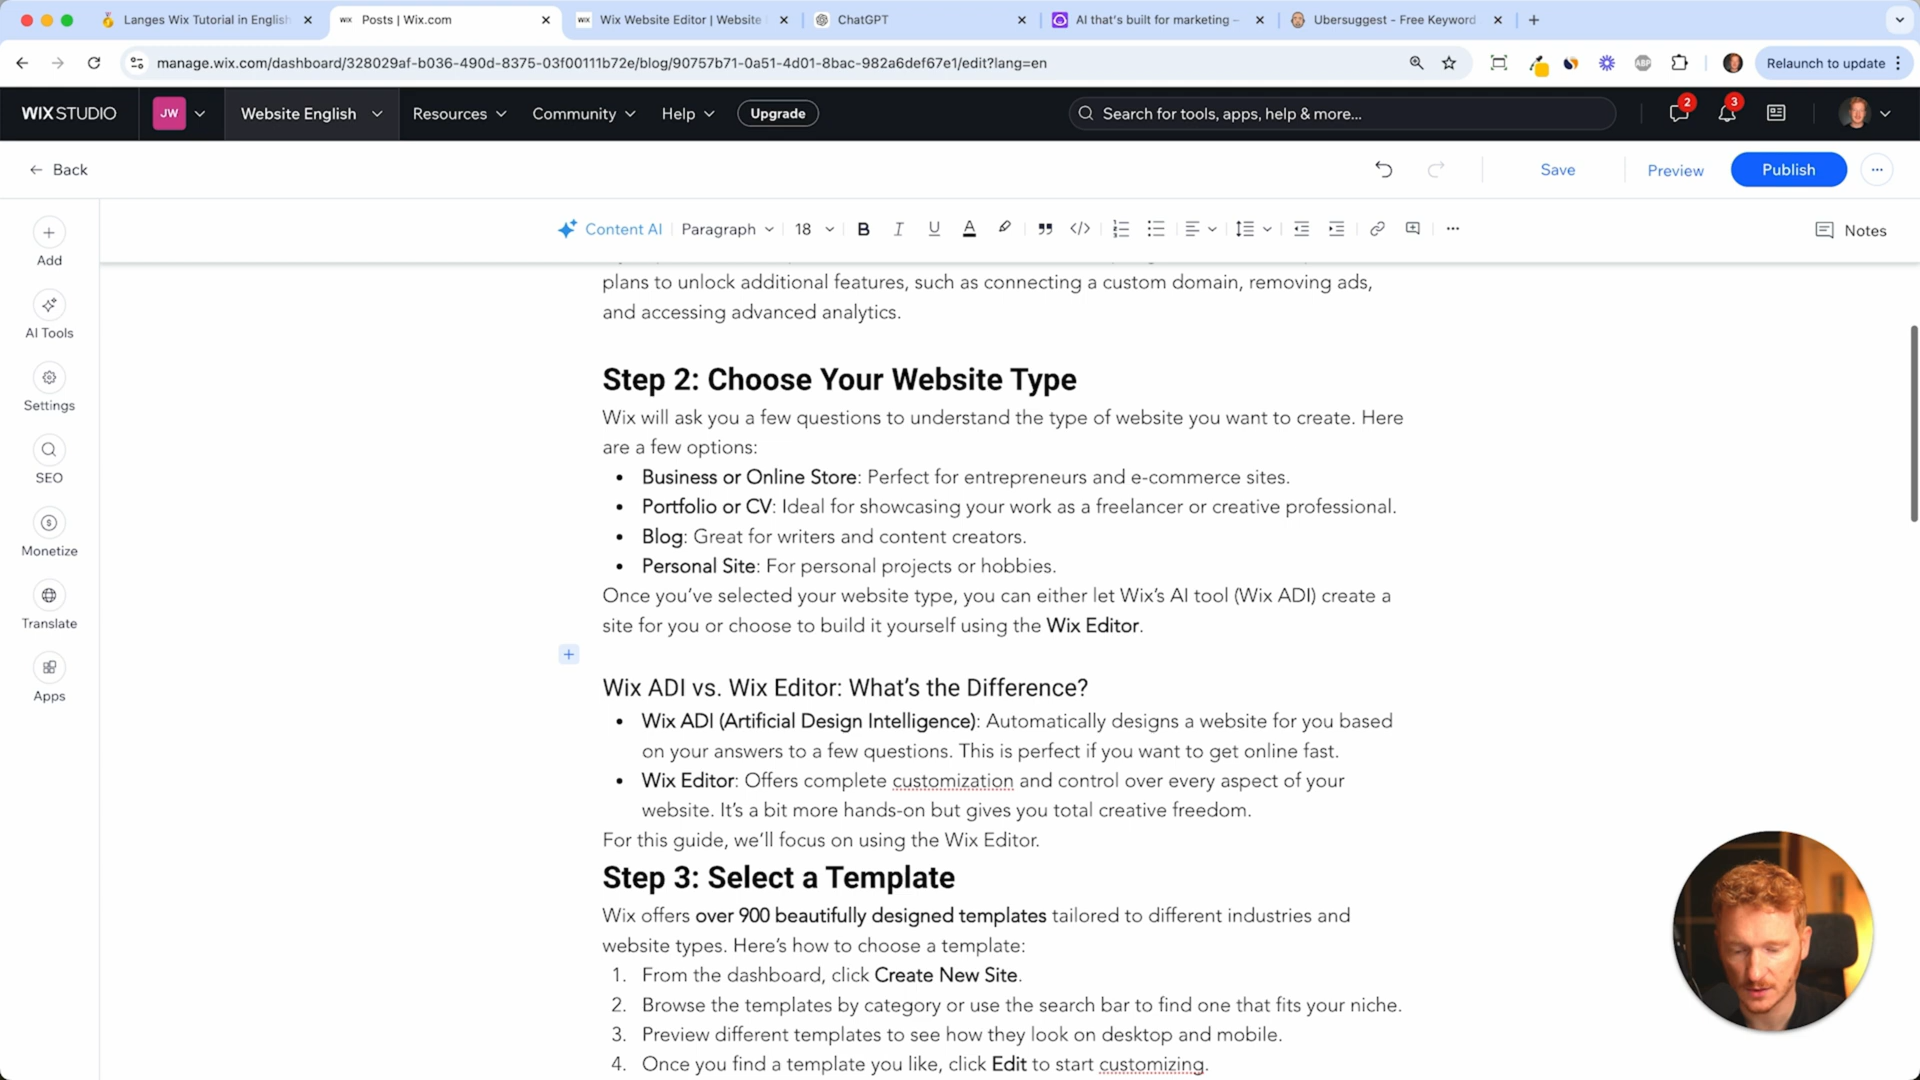 Langes Wix Tutorial in English
WiX Posts | Wix.com
WiX Wix Website Editor | Website
ChatGPT
AI that's built for marketing –
Ubersuggest - Free Keyword
manage.wix.com/dashboard/328029af-b036-490d-8375-03f00111b72e/blog/90757b71-0a51-4d01-8bac-982a6def67e1/edit?lang=en
ABP
Relaunch to update
WIX STUDIO
JW
Website English
Resources
Community
Help
Upgrade
Search for tools, apps, help & more...
2
3
Back
Save
Preview
Publish
Content AI
Paragraph
18
B I U A
Notes
Add
AI Tools
Settings
SEO
Monetize
Translate
Apps
plans to unlock additional features, such as connecting a custom domain, removing ads,
and accessing advanced analytics.
Step 2: Choose Your Website Type
Wix will ask you a few questions to understand the type of website you want to create. Here
are a few options:
• Business or Online Store: Perfect for entrepreneurs and e-commerce sites.
• Portfolio or CV: Ideal for showcasing your work as a freelancer or creative professional.
• Blog: Great for writers and content creators.
• Personal Site: For personal projects or hobbies.
Once you’ve selected your website type, you can either let Wix’s AI tool (Wix ADI) create a
site for you or choose to build it yourself using the Wix Editor.
Wix ADI vs. Wix Editor: What’s the Difference?
• Wix ADI (Artificial Design Intelligence): Automatically designs a website for you based
on your answers to a few questions. This is perfect if you want to get online fast.
• Wix Editor: Offers complete customization and control over every aspect of your
website. It’s a bit more hands-on but gives you total creative freedom.
For this guide, we’ll focus on using the Wix Editor.
Step 3: Select a Template
Wix offers over 900 beautifully designed templates tailored to different industries and
website types. Here’s how to choose a template:
1. From the dashboard, click Create New Site.
2. Browse the templates by category or use the search bar to find one that fits your niche.
3. Preview different templates to see how they look on desktop and mobile.
4. Once you find a template you like, click Edit to start customizing.